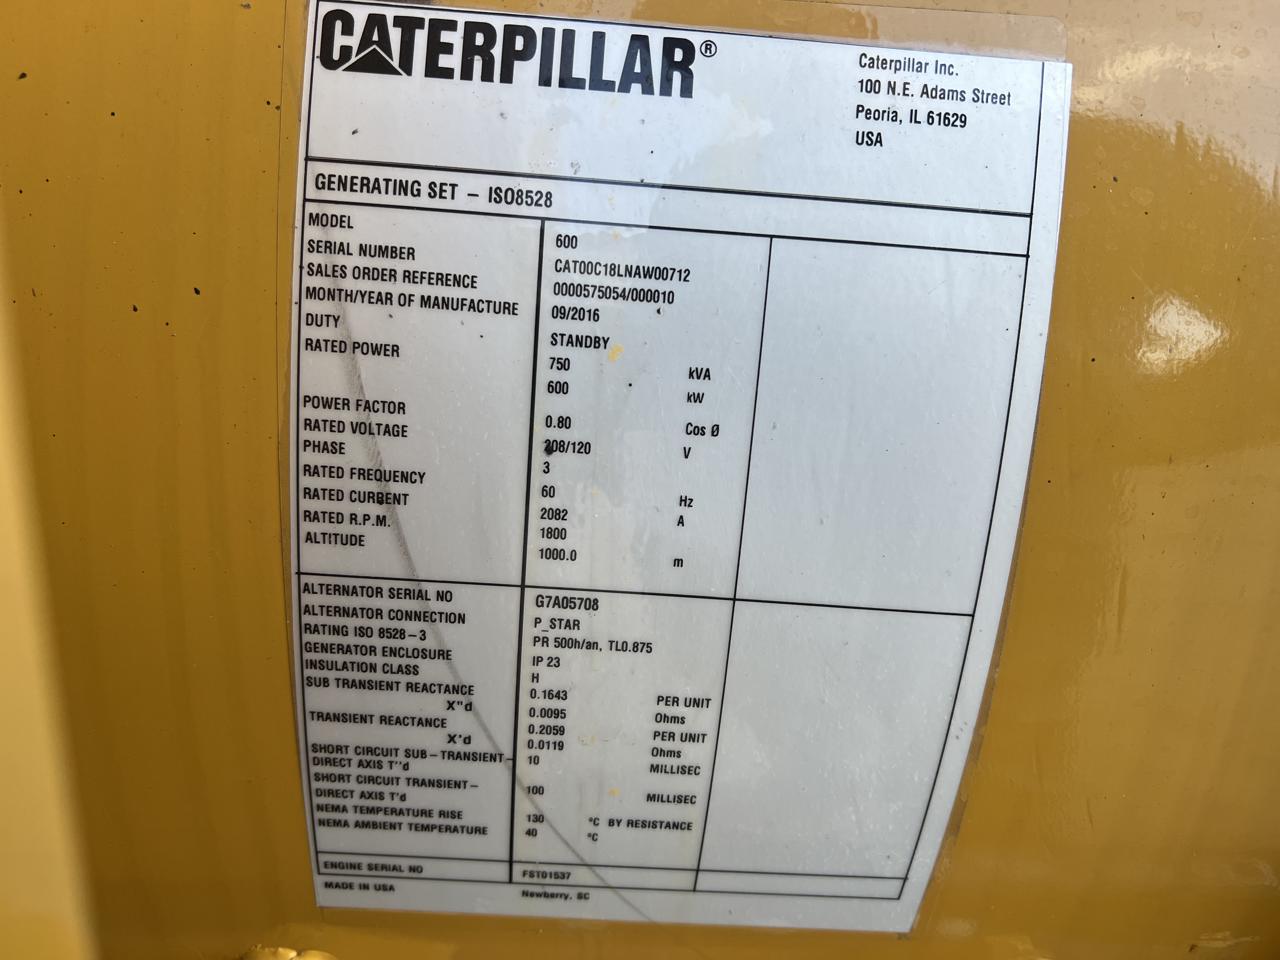 CATERPILLAR®
Caterpillar Inc.
100 N.E. Adams Street
Peoria, IL 61629
USA
GENERATING SET – ISO8528
MODEL 600
SERIAL NUMBER CAT00C18LNAW00712
SALES ORDER REFERENCE 0000575054/000010
MONTH/YEAR OF MANUFACTURE 09/2016
DUTY STANDBY
RATED POWER 750 kVA
600 kW
POWER FACTOR 0.80 Cos Ø
RATED VOLTAGE 208/120 V
PHASE 3
RATED FREQUENCY 60 Hz
RATED CURRENT 2082 A
RATED R.P.M. 1800
ALTITUDE 1000.0 m
ALTERNATOR SERIAL NO G7A05708
ALTERNATOR CONNECTION P_STAR
RATING ISO 8528–3 PR 500h/an, TL0.875
GENERATOR ENCLOSURE IP 23
INSULATION CLASS H
SUB TRANSIENT REACTANCE 0.1643 PER UNIT
X"d 0.0095 Ohms
TRANSIENT REACTANCE 0.2059 PER UNIT
X'd 0.0119 Ohms
SHORT CIRCUIT SUB–TRANSIENT– 10 MILLISEC
DIRECT AXIS T''d
SHORT CIRCUIT TRANSIENT– 100 MILLISEC
DIRECT AXIS T'd
NEMA TEMPERATURE RISE 130 °C BY RESISTANCE
NEMA AMBIENT TEMPERATURE 40 °C
ENGINE SERIAL NO FST01537
MADE IN USA Newberry, SC